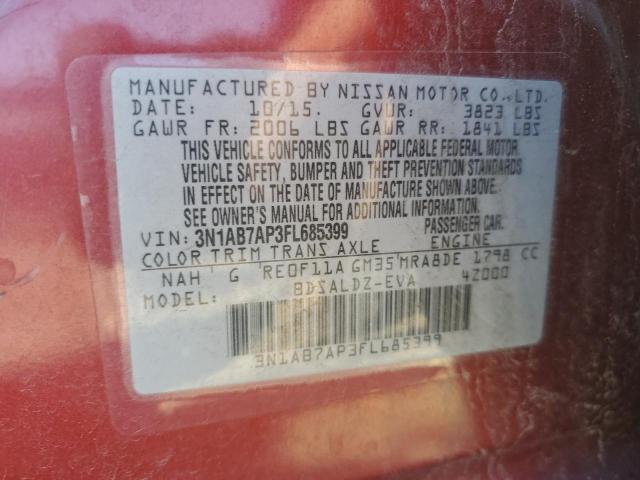 MANUFACTURED BY NISSAN MOTOR CO.,LTD.
DATE: 10/15. GVWR: 3823 LBS
GAWR FR: 2006 LBS GAWR RR: 1841 LBS
THIS VEHICLE CONFORMS TO ALL APPLICABLE FEDERAL MOTOR
VEHICLE SAFETY, BUMPER AND THEFT PREVENTION STANDARDS
IN EFFECT ON THE DATE OF MANUFACTURE SHOWN ABOVE.
SEE OWNER'S MANUAL FOR ADDITIONAL INFORMATION.
VIN: 3N1AB7AP3FL685399 PASSENGER CAR.
COLOR TRIM TRANS AXLE ENGINE
NAH G RE0F11A GM35 MRA8DE 1798 CC
MODEL: BDSALDZ-EVA 4Z000
3N1AB7AP3FL685399